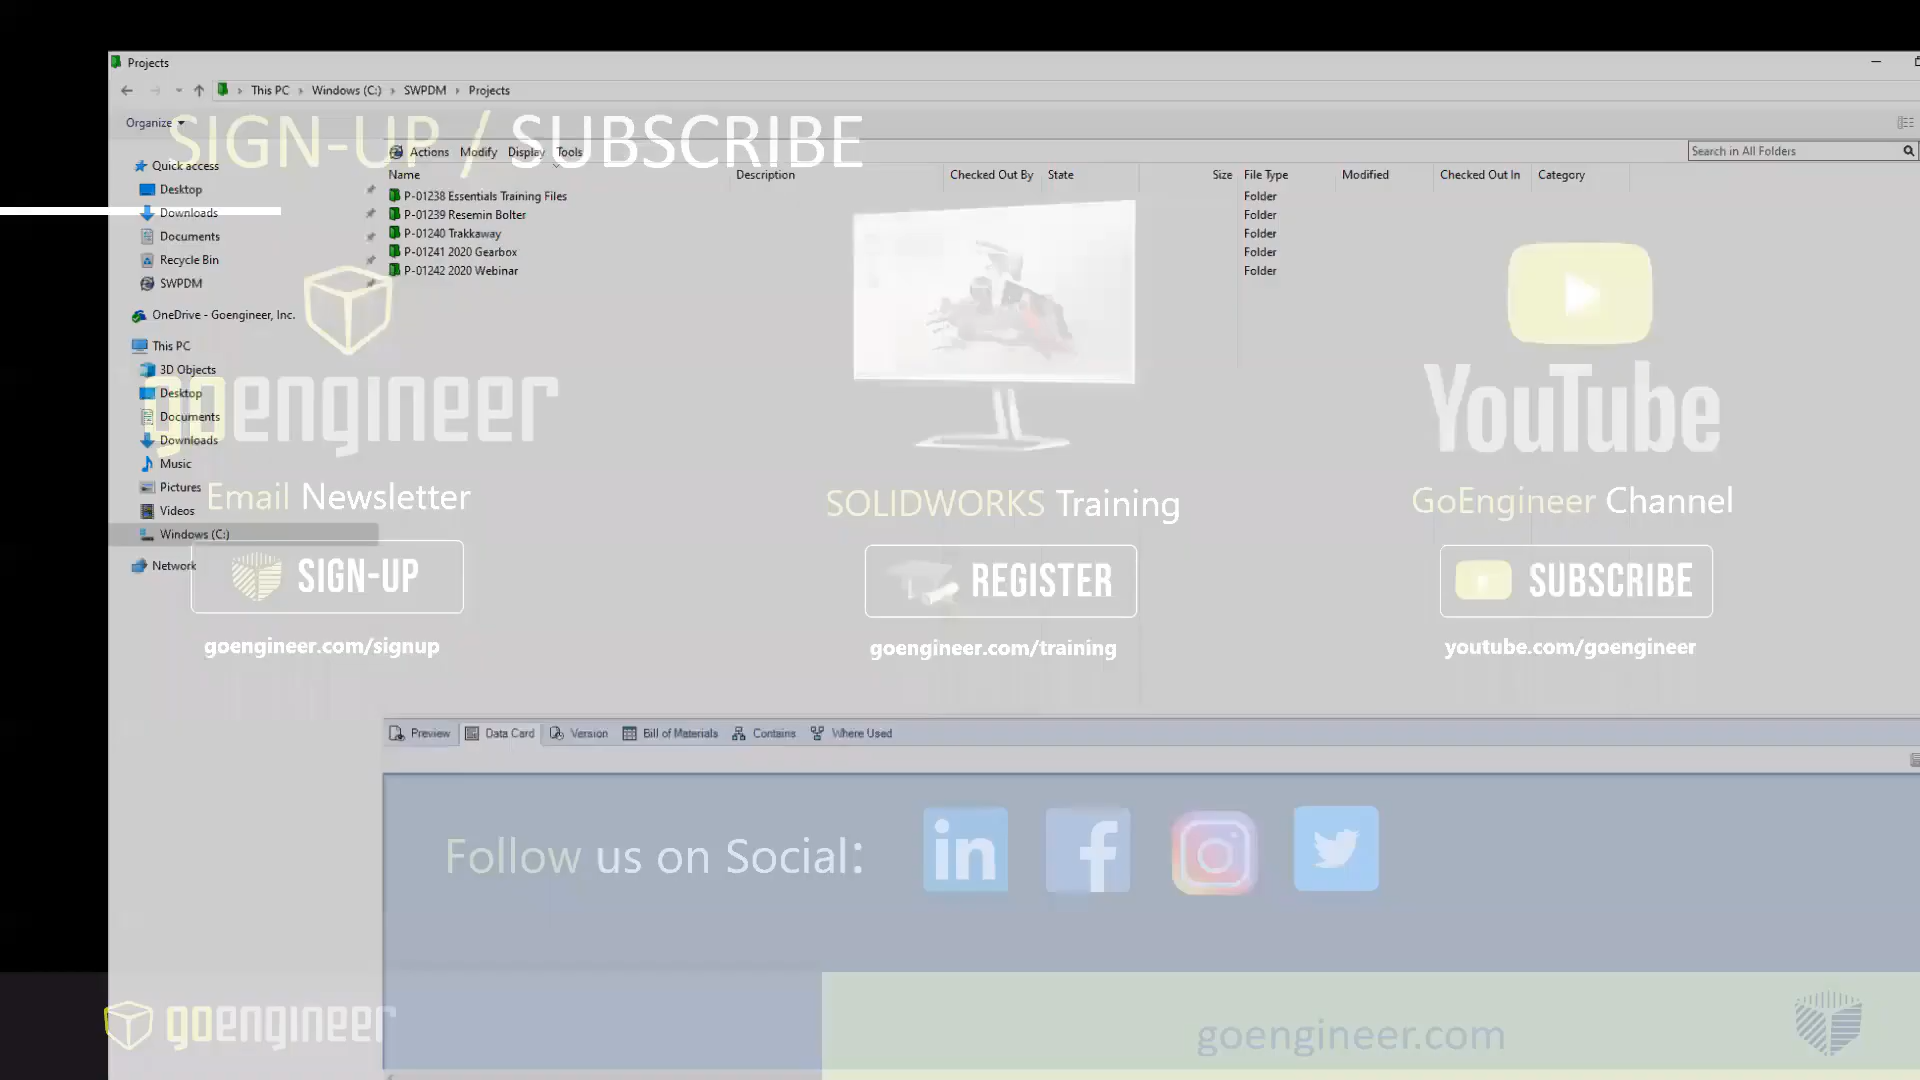 Projects
This PC > Windows (C:) > SWPDM > Projects
Organize
SIGN-UP / SUBSCRIBE
Actions Modify Display Tools
Search in All Folders
Name Description Checked Out By State Size File Type Modified Checked Out In Category
P-01238 Essentials Training Files Folder
P-01239 Resemin Bolter Folder
P-01240 Trakkaway Folder
P-01241 2020 Gearbox Folder
P-01242 2020 Webinar Folder
Quick access
Desktop
Downloads
Documents
Recycle Bin
SWPDM
OneDrive - Goengineer, Inc.
This PC
3D Objects
Desktop
Documents
Downloads
Music
Pictures
Videos
Windows (C:)
Network
goengineer
Email Newsletter
SIGN-UP
goengineer.com/signup
SOLIDWORKS Training
REGISTER
goengineer.com/training
YouTube
GoEngineer Channel
SUBSCRIBE
youtube.com/goengineer
Preview Data Card Version Bill of Materials Contains Where Used
Follow us on Social:
in f
goengineer
goengineer.com